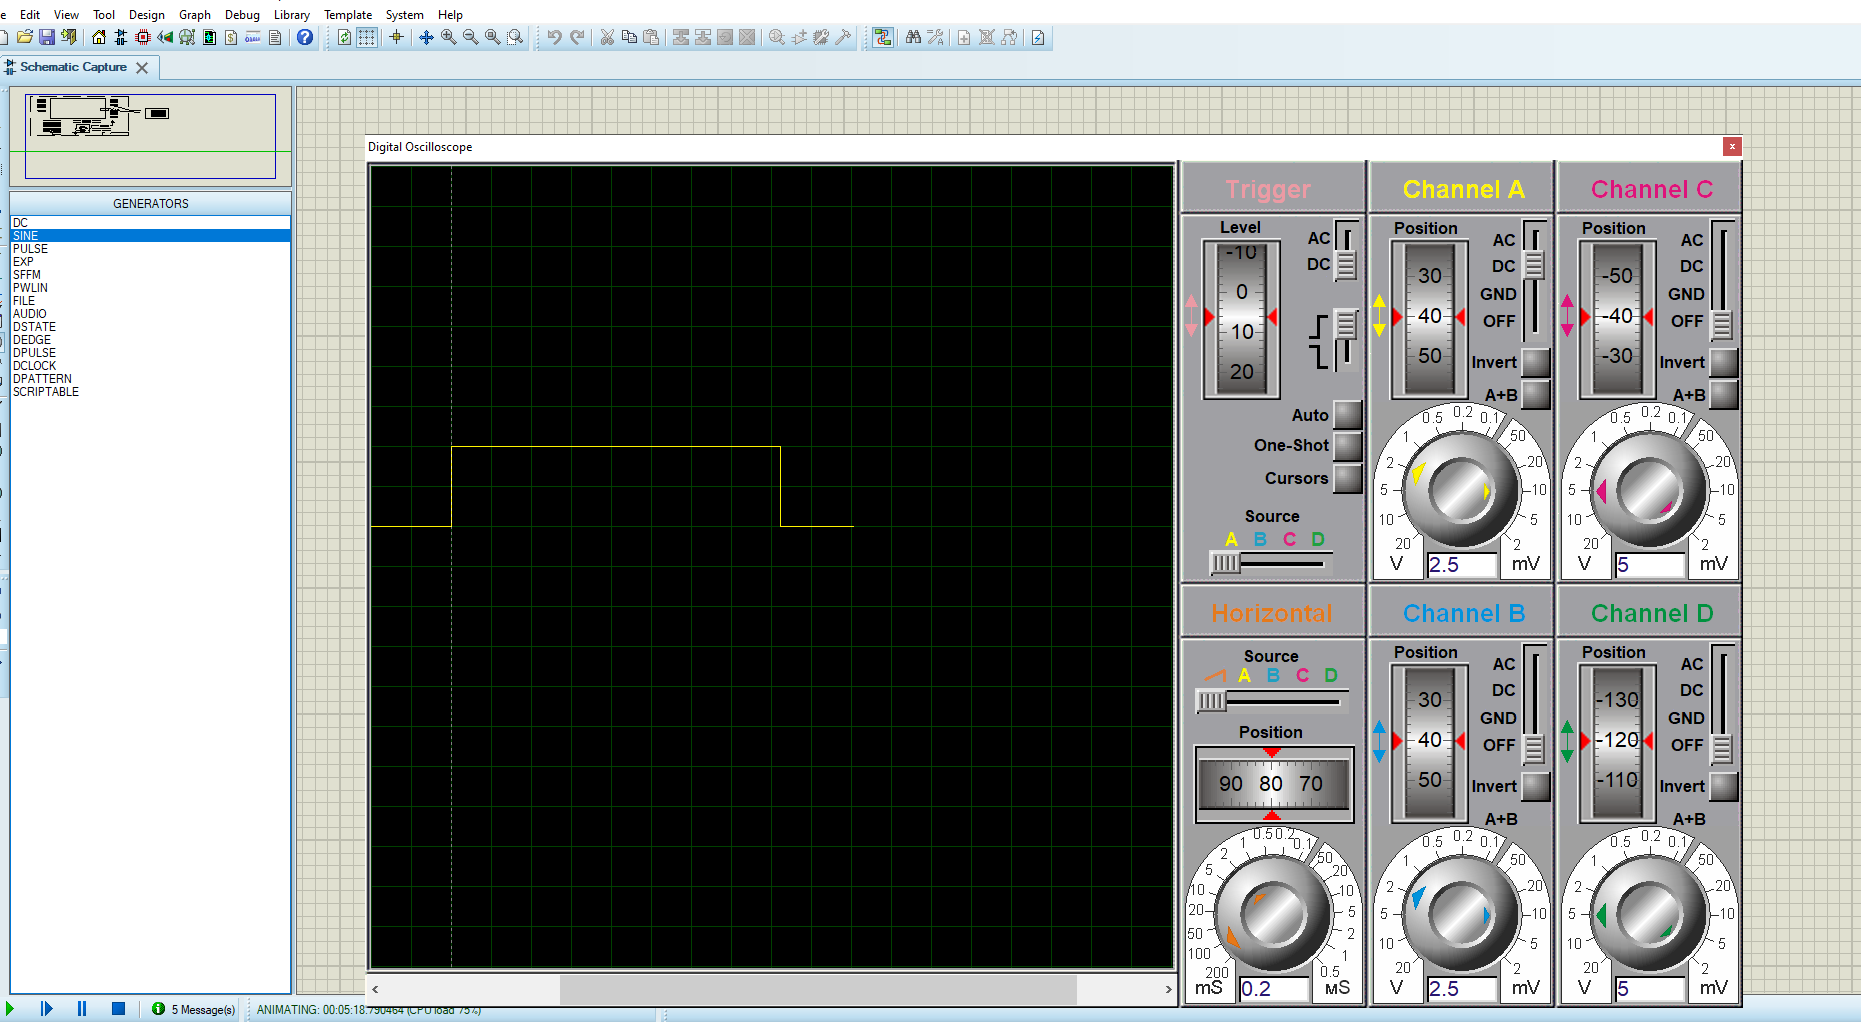 e Edit View Tool Design Graph Debug Library Template System Help
Schematic Capture
GENERATORS
DC
SINE
PULSE
EXP
SFFM
PWLIN
FILE
AUDIO
DSTATE
DEDGE
DPULSE
DCLOCK
DPATTERN
SCRIPTABLE
Digital Oscilloscope
x
Trigger
Level
-10
0
10
20
AC
DC
Auto
One-Shot
Cursors
Source
A B C D
Channel A
Position
30
40
50
AC
DC
GND
OFF
Invert
A+B
20 10 5 2 1 0.5 0.2 0.1 50 20 10 5 2
V 2.5 mV
Channel C
Position
-50
-40
-30
AC
DC
GND
OFF
Invert
A+B
20 10 5 2 1 0.5 0.2 0.1 50 20 10 5 2
V 5 mV
Horizontal
Source
A B C D
Position
90 80 70
200 100 50 20 10 5 2 1 0.5 0.2 0.1 50 20 10 5 2 1 0.5
mS 0.2 мS
Channel B
Position
30
40
50
AC
DC
GND
OFF
Invert
A+B
20 10 5 2 1 0.5 0.2 0.1 50 20 10 5 2
V 2.5 mV
Channel D
Position
-130
-120
-110
AC
DC
GND
OFF
Invert
A+B
20 10 5 2 1 0.5 0.2 0.1 50 20 10 5 2
V 5 mV
5 Message(s)
ANIMATING: 00:05:18.790464 (CPU load 75%)